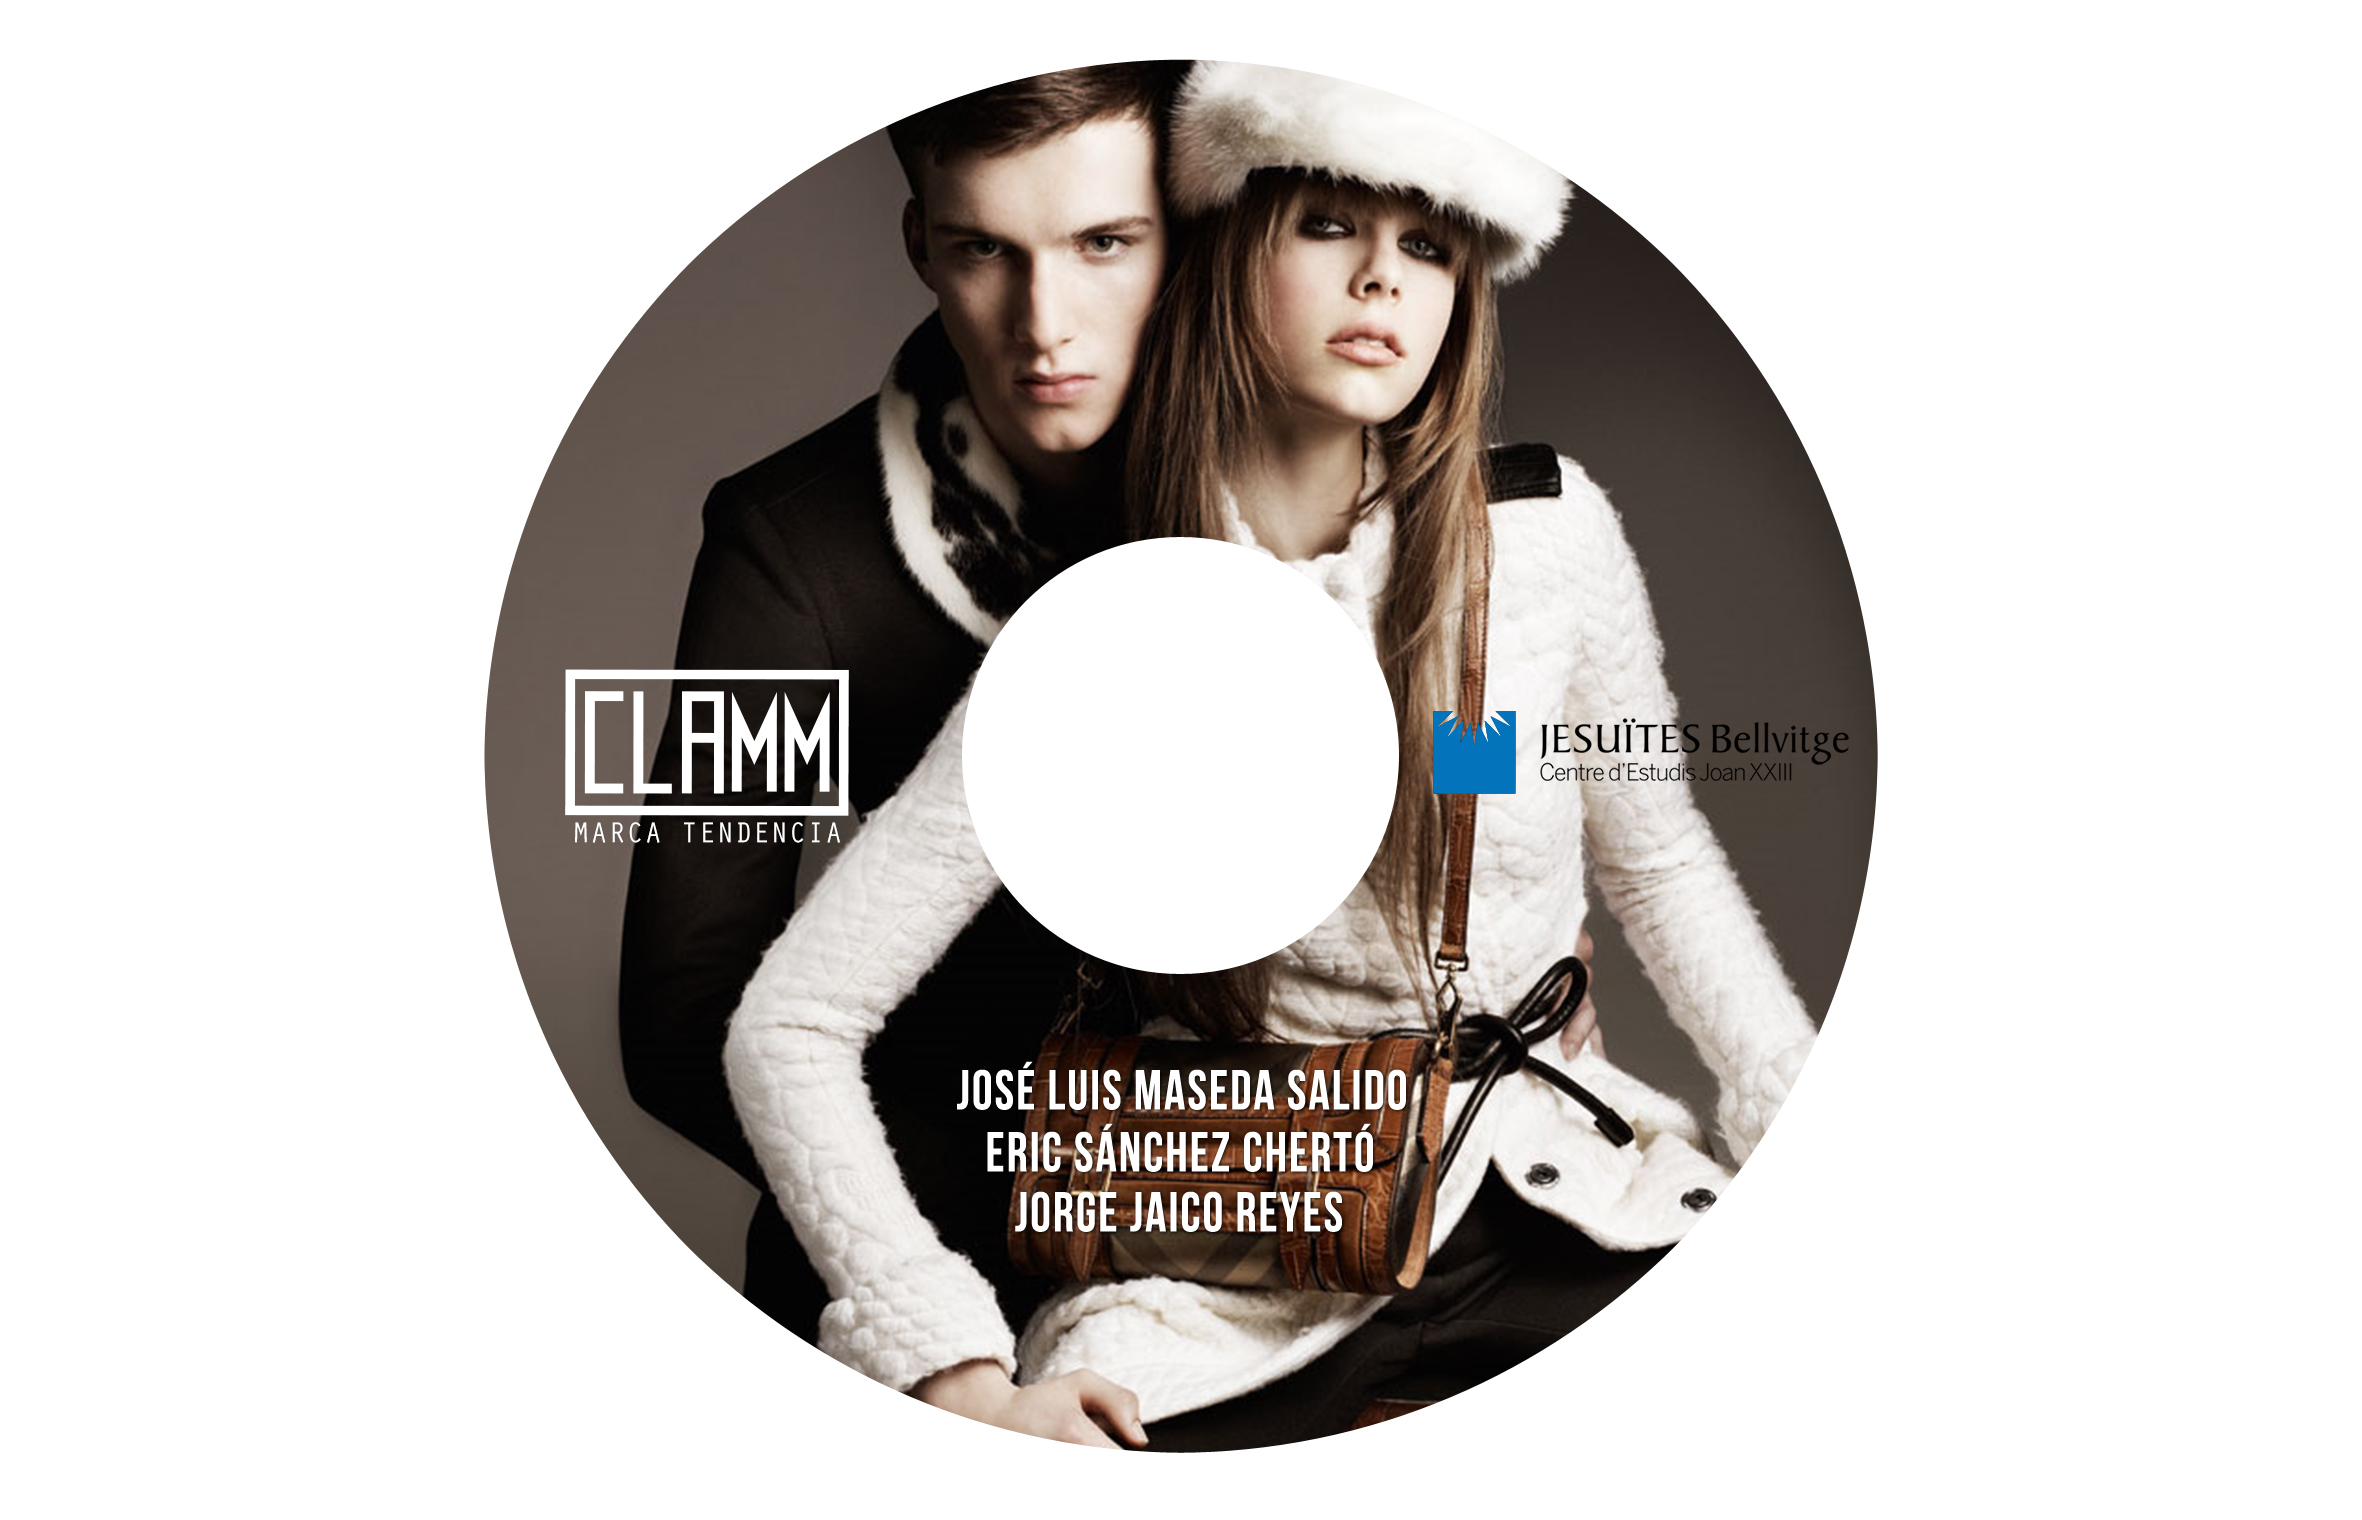 CLAMM
MARCA TENDENCIA
JESUÏTES Bellvitge
Centre d'Estudis Joan XXIII
JOSÉ LUIS MASEDA SALIDO
ERIC SÁNCHEZ CHERTÓ
JORGE JAICO REYES